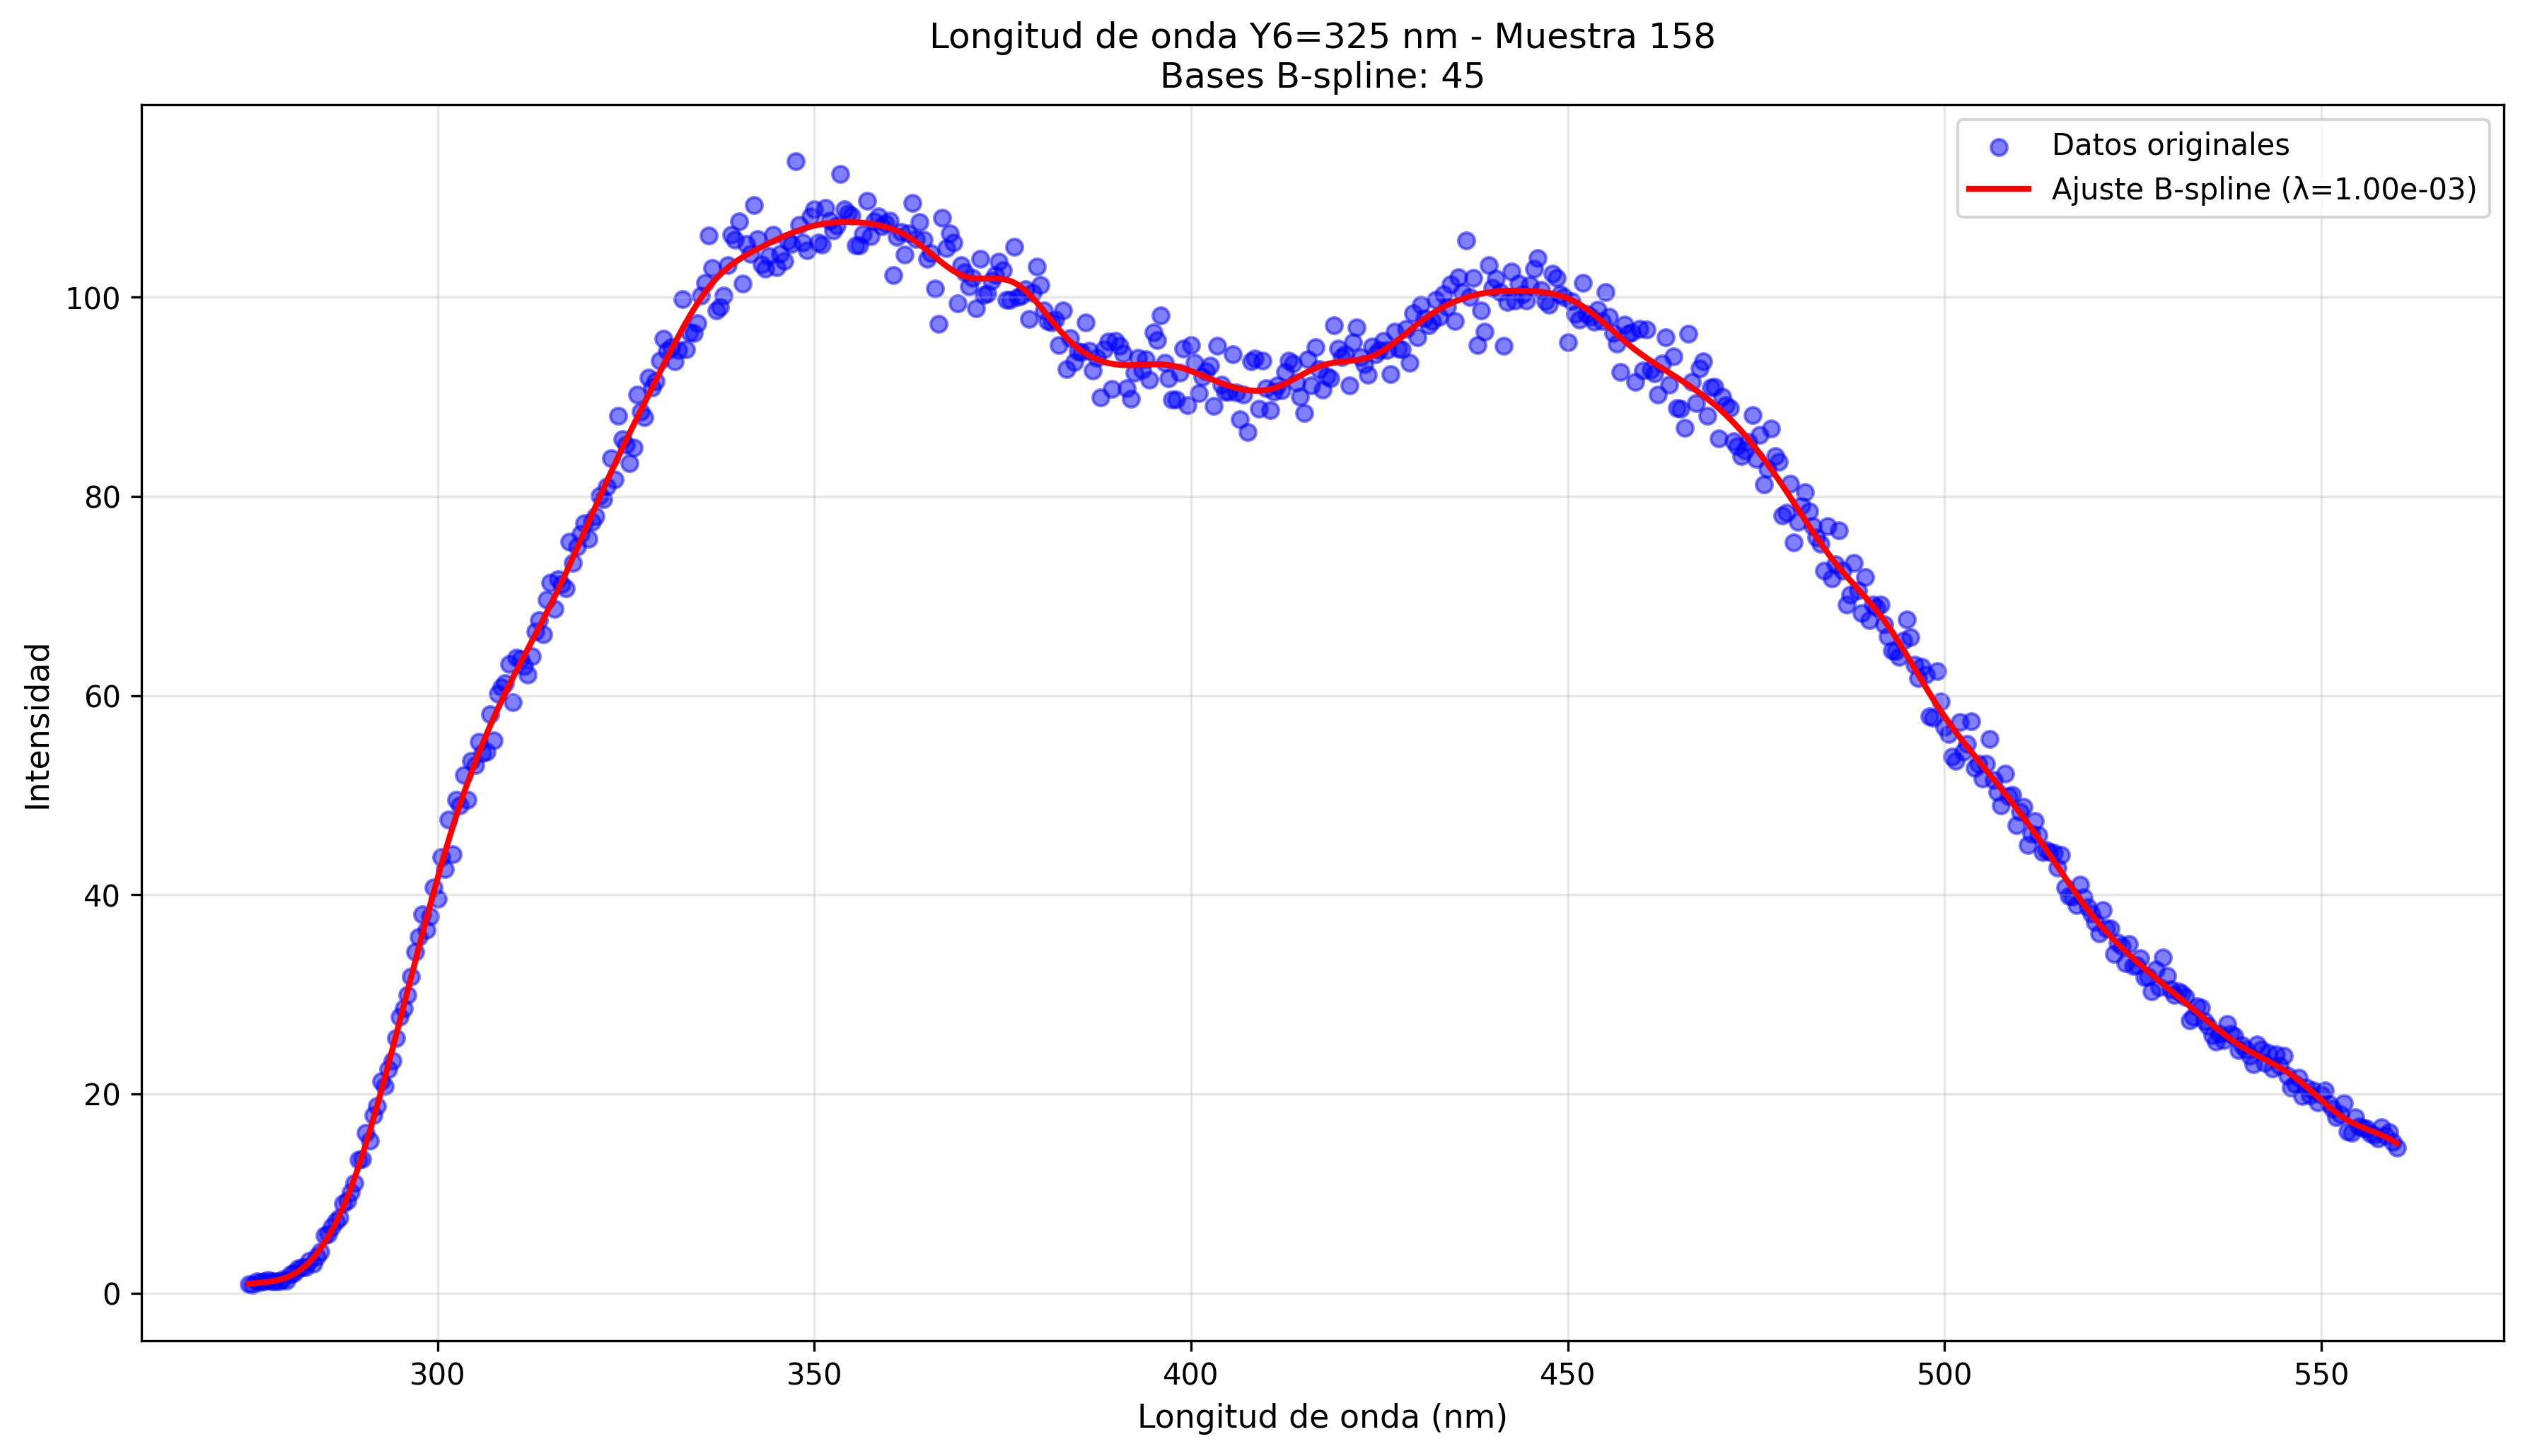 Longitud de onda Y6=325 nm - Muestra 158
Bases B-spline: 45
Datos originales
Ajuste B-spline (λ=1.00e-03)
Intensidad
100
80
60
40
20
0
300 350 400 450 500 550
Longitud de onda (nm)